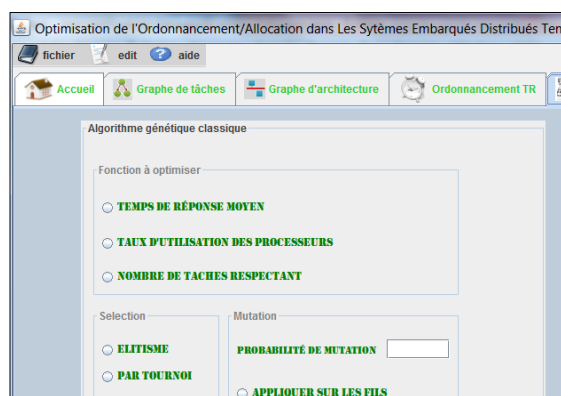 Optimisation de l'Ordonnancement/Allocation dans Les Sytèmes Embarqués Distribués
fichier edit aide
Accueil Graphe de tâches Graphe d'architecture Ordonnancement TR
Algorithme génétique classique
Fonction à optimiser
TEMPS DE RÉPONSE MOYEN
TAUX D'UTILISATION DES PROCESSEURS
NOMBRE DE TACHES RESPECTANT
Selection Mutation
ELITISME PROBABILITÉ DE MUTATION
PAR TOURNOI
APPLIQUER SUR LES FILS